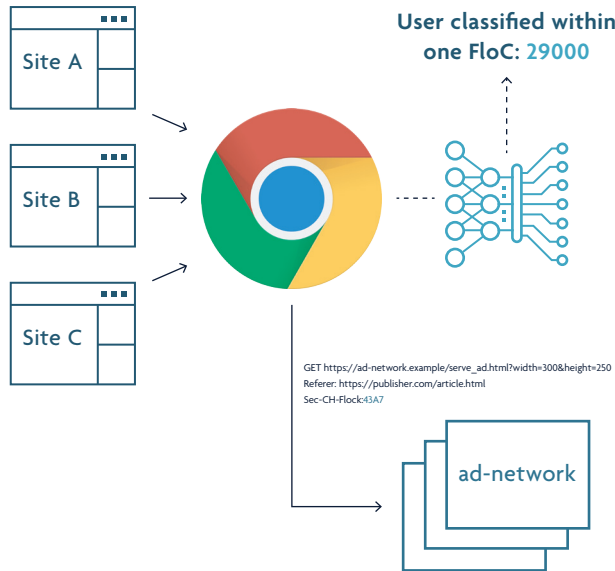 User classified within
one FloC: 29000
Site A
Site B
Site C
GET https://ad-network.example/serve_ad.html?width=300&height=250
Referer: https://publisher.com/article.html
Sec-CH-Flock:43A7
ad-network